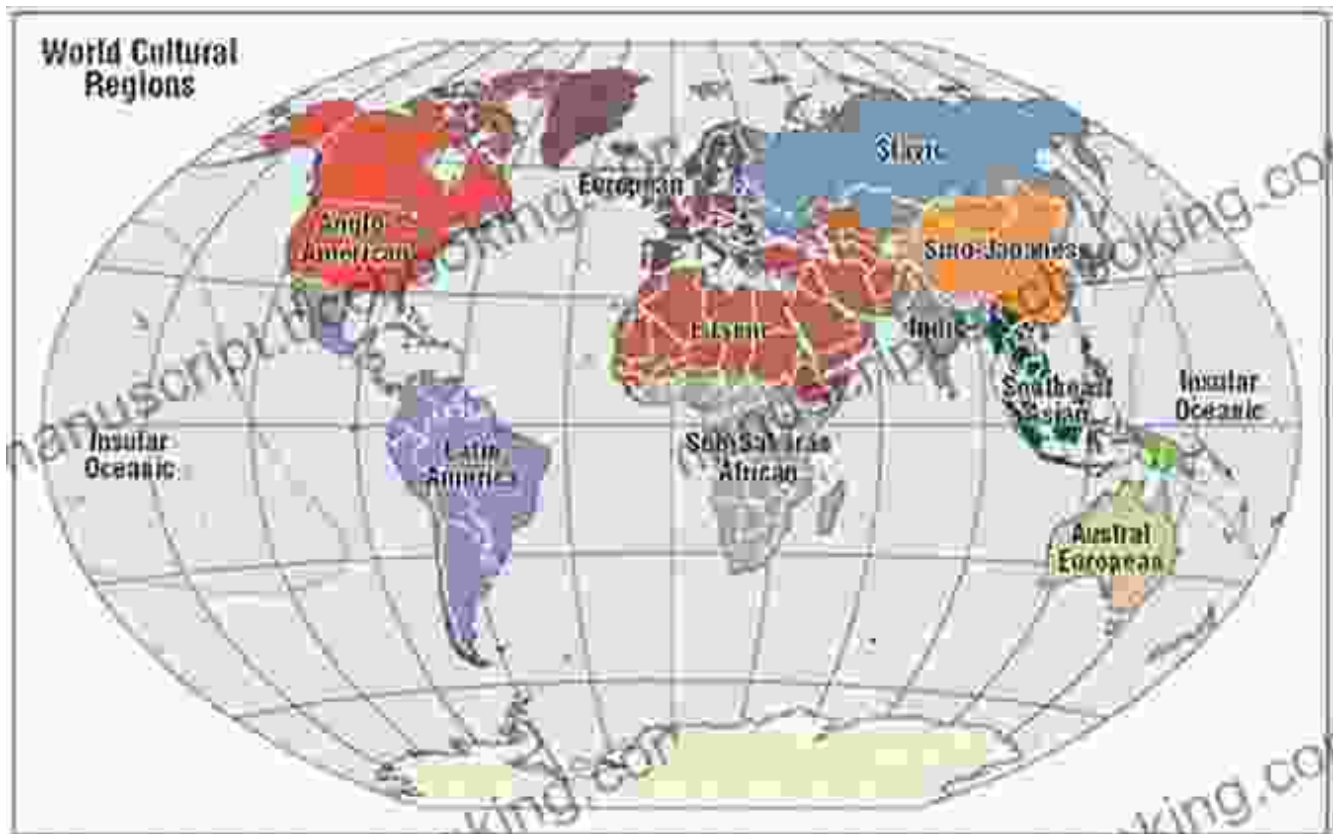 World Cultural
Regions
European
Slavic
Anglo
American
Sino-Japanese
Islamic
Indic
Southeast
Asian
Insular
Oceanic
Insular
Oceanic
Latin
America
Sub-Saharan
African
Austral
European